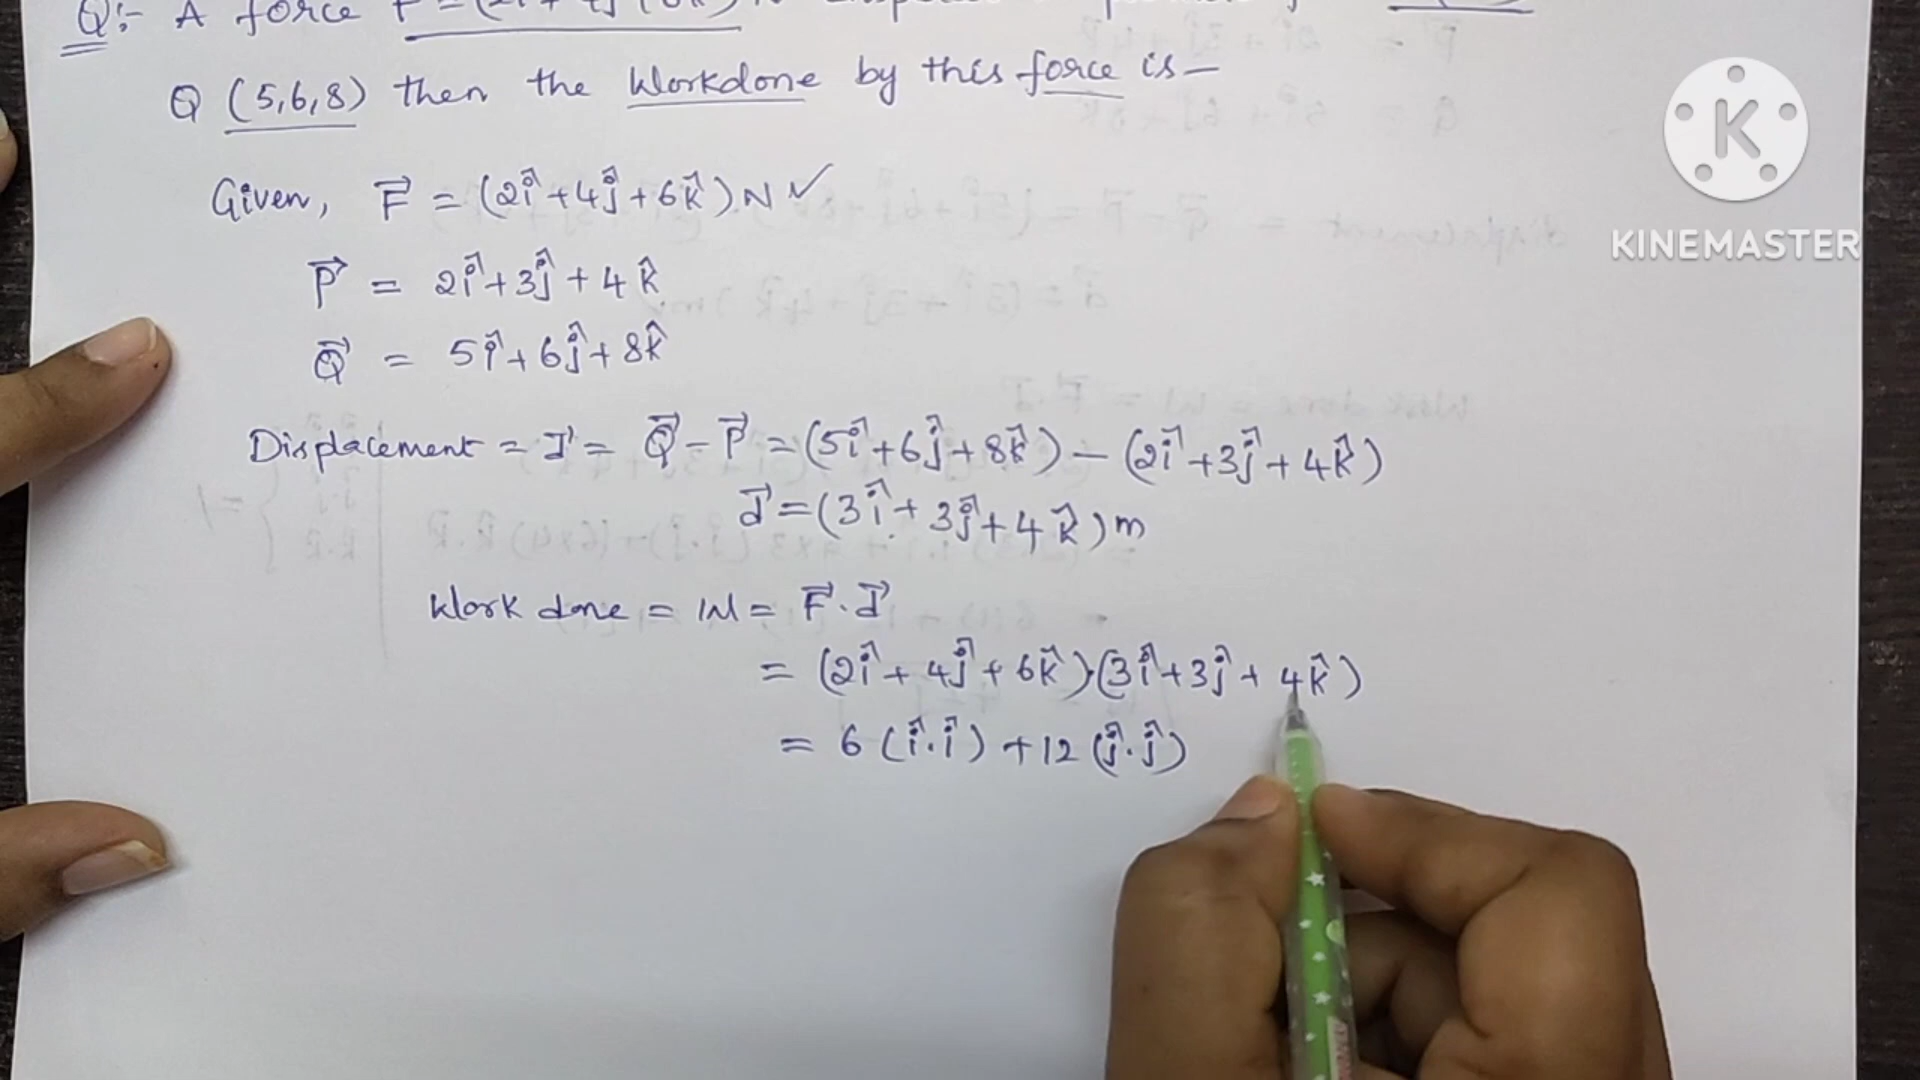 Q:- A force
Q (5,6,8) then the Workdone by this force is —
Given, F⃗ = (2î + 4ĵ + 6k̂) N ✓
P⃗ = 2î + 3ĵ + 4k̂
Q⃗ = 5î + 6ĵ + 8k̂
Displacement = d⃗ = Q⃗ - P⃗ = (5î + 6ĵ + 8k̂) - (2î + 3ĵ + 4k̂)
d⃗ = (3î + 3ĵ + 4k̂) m
Work done = W = F⃗ . d⃗
= (2î + 4ĵ + 6k̂).(3î + 3ĵ + 4k̂)
= 6 (î . î) + 12 (ĵ . ĵ)
K
KINEMASTER